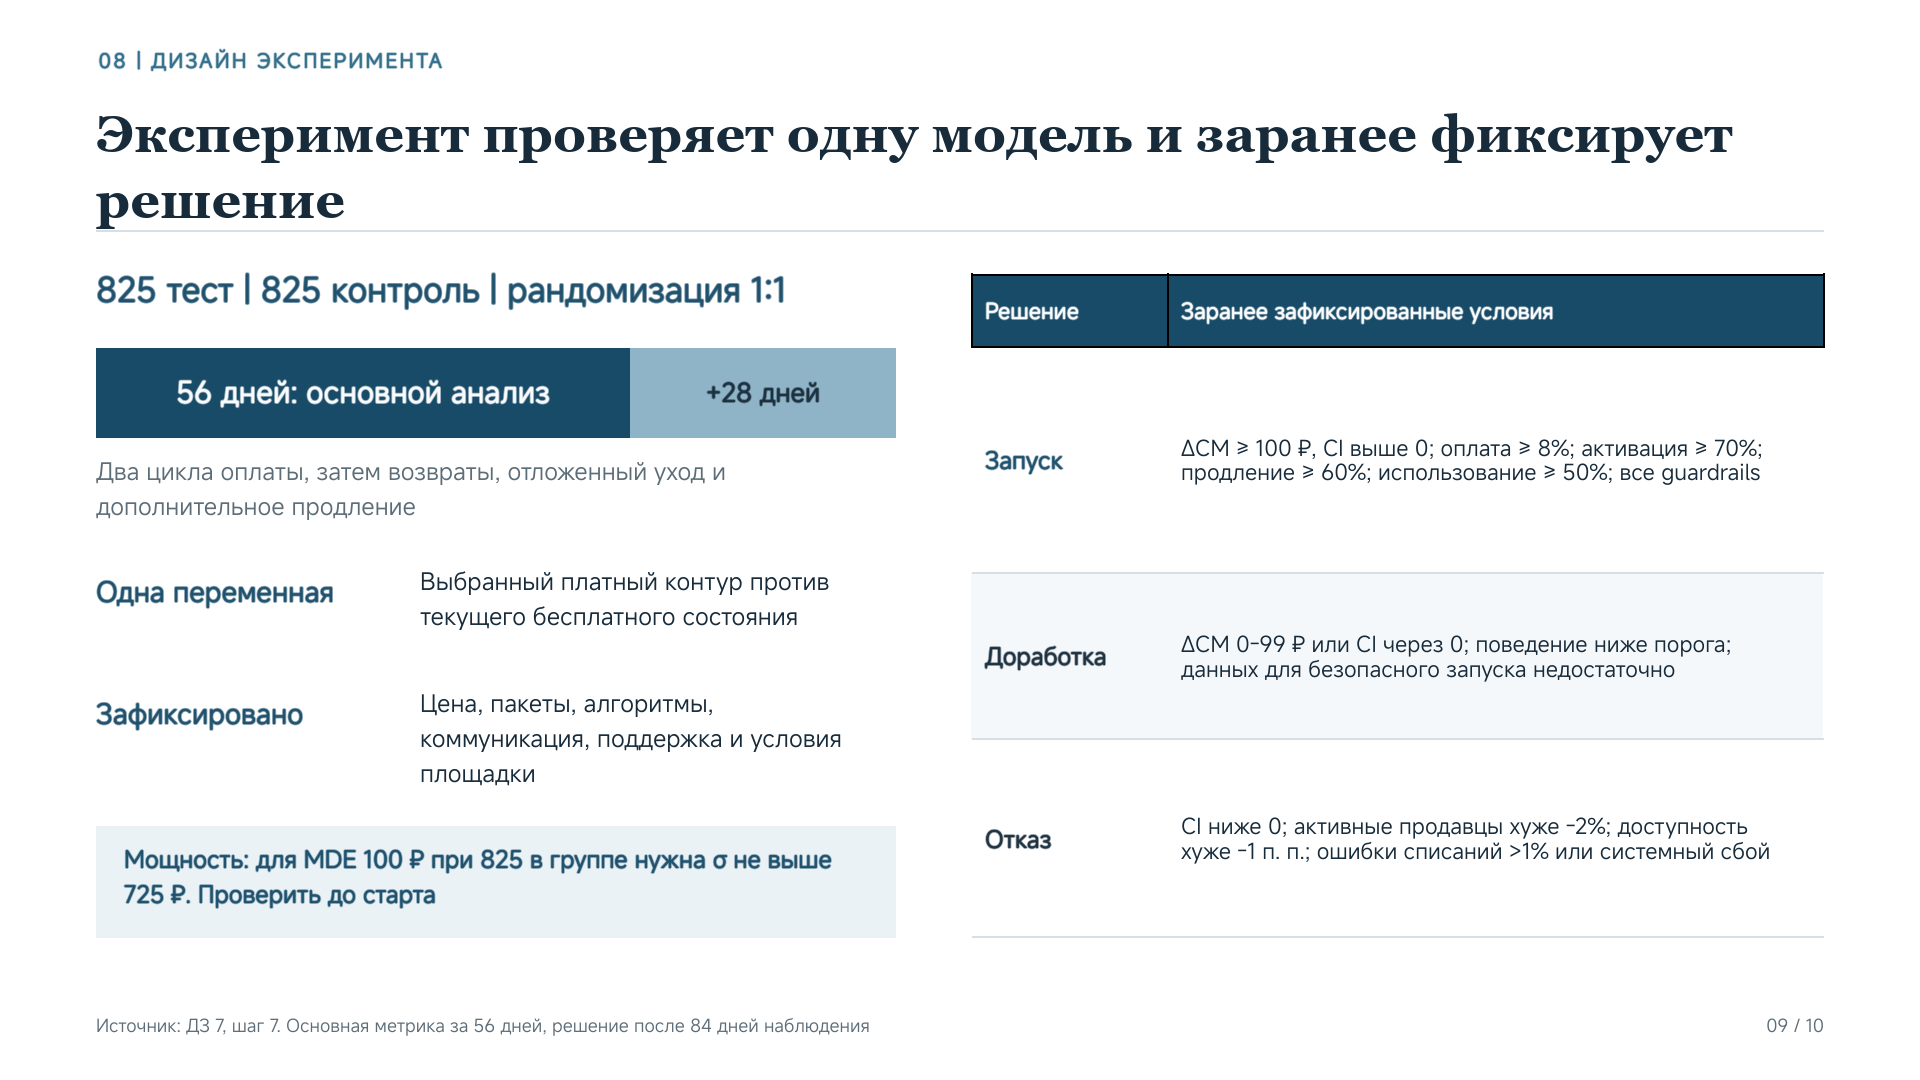 08 | ДИЗАЙН ЭКСПЕРИМЕНТА
Эксперимент проверяет одну модель и заранее фиксирует
решение
825 тест | 825 контроль | рандомизация 1:1
56 дней: основной анализ
+28 дней
Два цикла оплаты, затем возвраты, отложенный уход и
дополнительное продление
Одна переменная
Выбранный платный контур против
текущего бесплатного состояния
Зафиксировано
Цена, пакеты, алгоритмы,
коммуникация, поддержка и условия
площадки
Мощность: для MDE 100 ₽ при 825 в группе нужна σ не выше
725 ₽. Проверить до старта
Решение
Заранее зафиксированные условия
Запуск
ΔCM ≥ 100 ₽, CI выше 0; оплата ≥ 8%; активация ≥ 70%;
продление ≥ 60%; использование ≥ 50%; все guardrails
Доработка
ΔCM 0–99 ₽ или CI через 0; поведение ниже порога;
данных для безопасного запуска недостаточно
Отказ
CI ниже 0; активные продавцы хуже −2%; доступность
хуже −1 п. п.; ошибки списаний >1% или системный сбой
Источник: ДЗ 7, шаг 7. Основная метрика за 56 дней, решение после 84 дней наблюдения
09 / 10